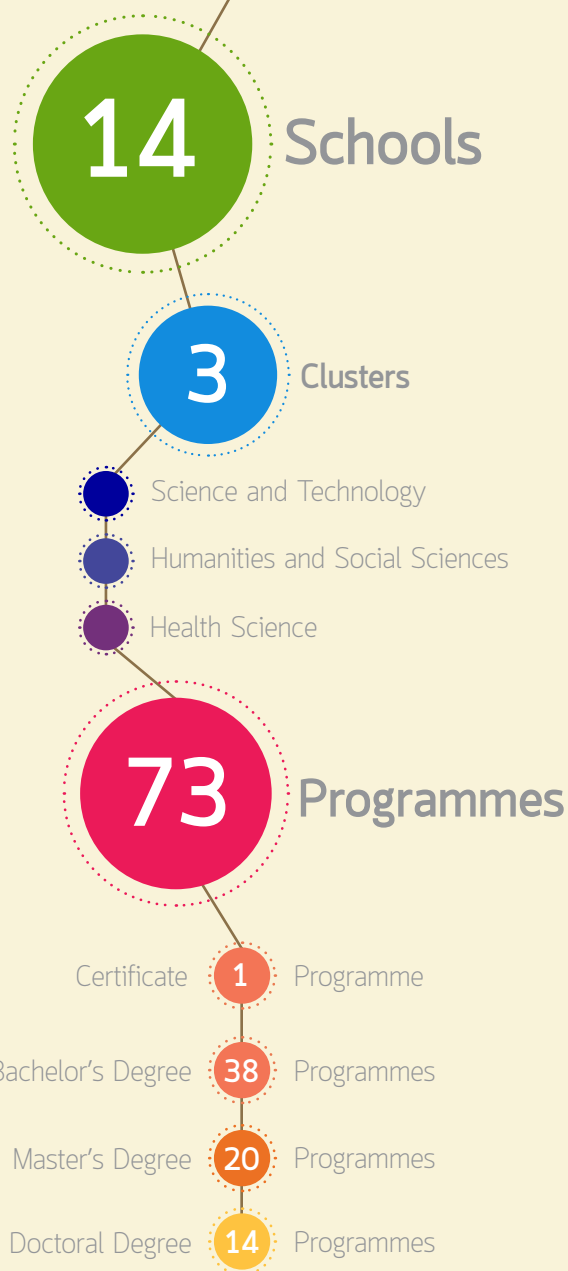 14 Schools
3 Clusters
Science and Technology
Humanities and Social Sciences
Health Science
73 Programmes
Certificate 1 Programme
Bachelor's Degree 38 Programmes
Master's Degree 20 Programmes
Doctoral Degree 14 Programmes